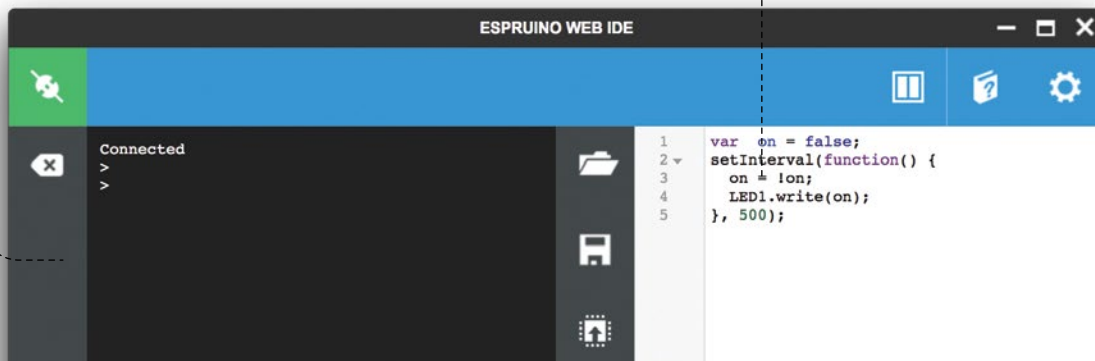 ESPRUINO WEB IDE
Connected
>
>
1 var on = false;
2 setInterval(function() {
3 on = !on;
4 LED1.write(on);
5 }, 500);